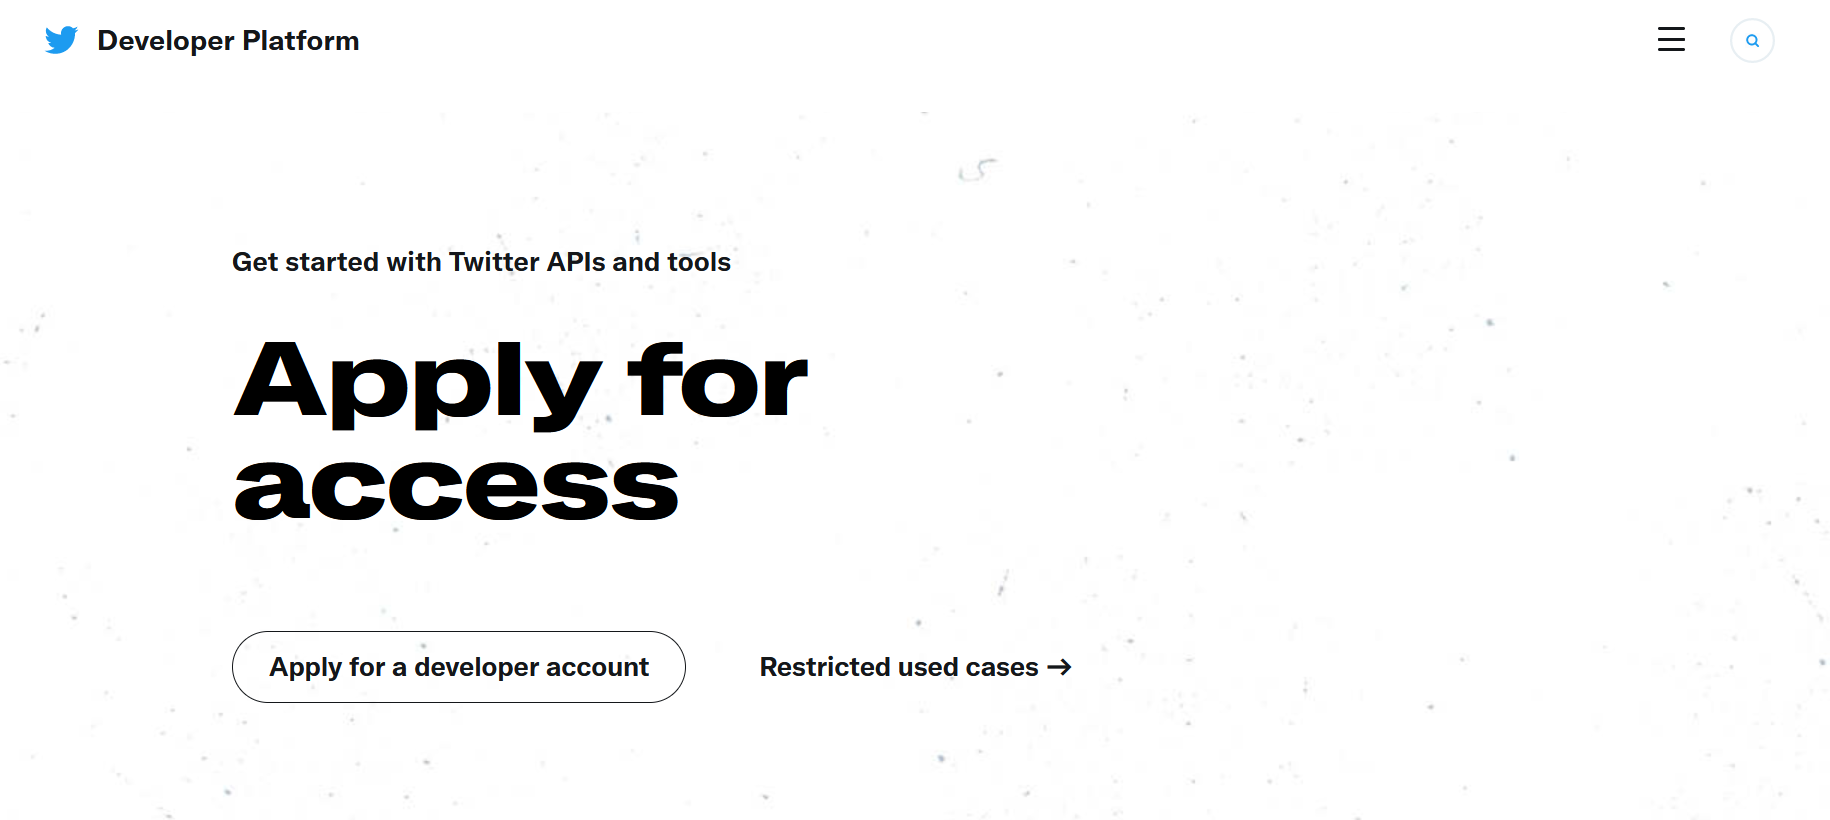 Developer Platform
Get started with Twitter APIs and tools
Apply for
access
Apply for a developer account
Restricted used cases →